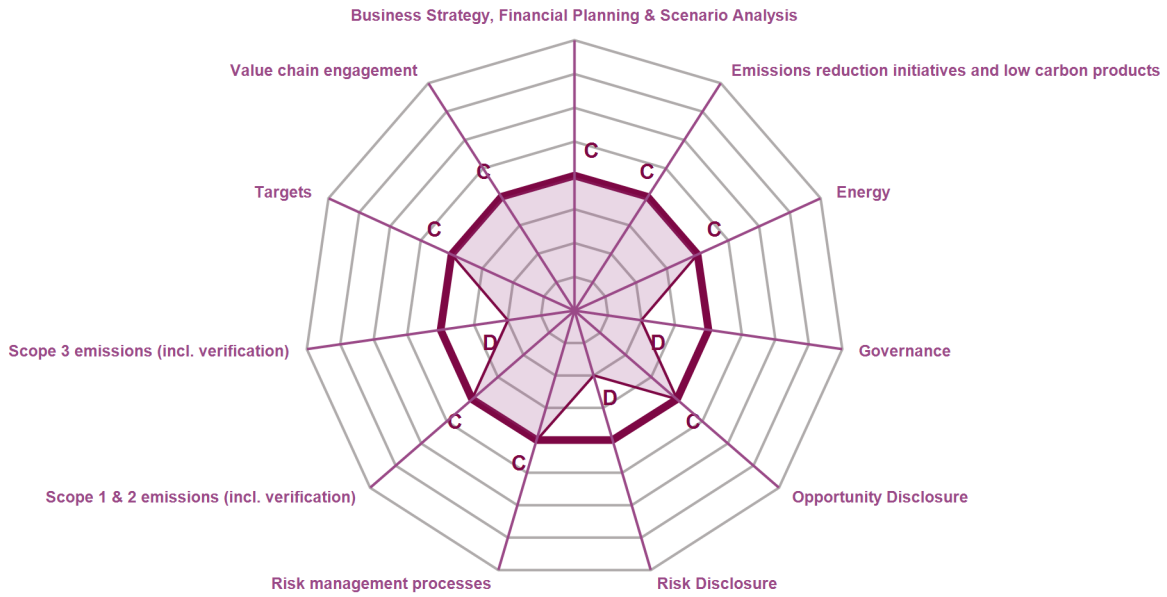 Business Strategy, Financial Planning & Scenario Analysis
Value chain engagement
Emissions reduction initiatives and low carbon products
C
C
C
Targets
Energy
C
C
D
D
Scope 3 emissions (incl. verification)
Governance
D
C
C
C
Scope 1 & 2 emissions (incl. verification)
Opportunity Disclosure
Risk management processes
Risk Disclosure